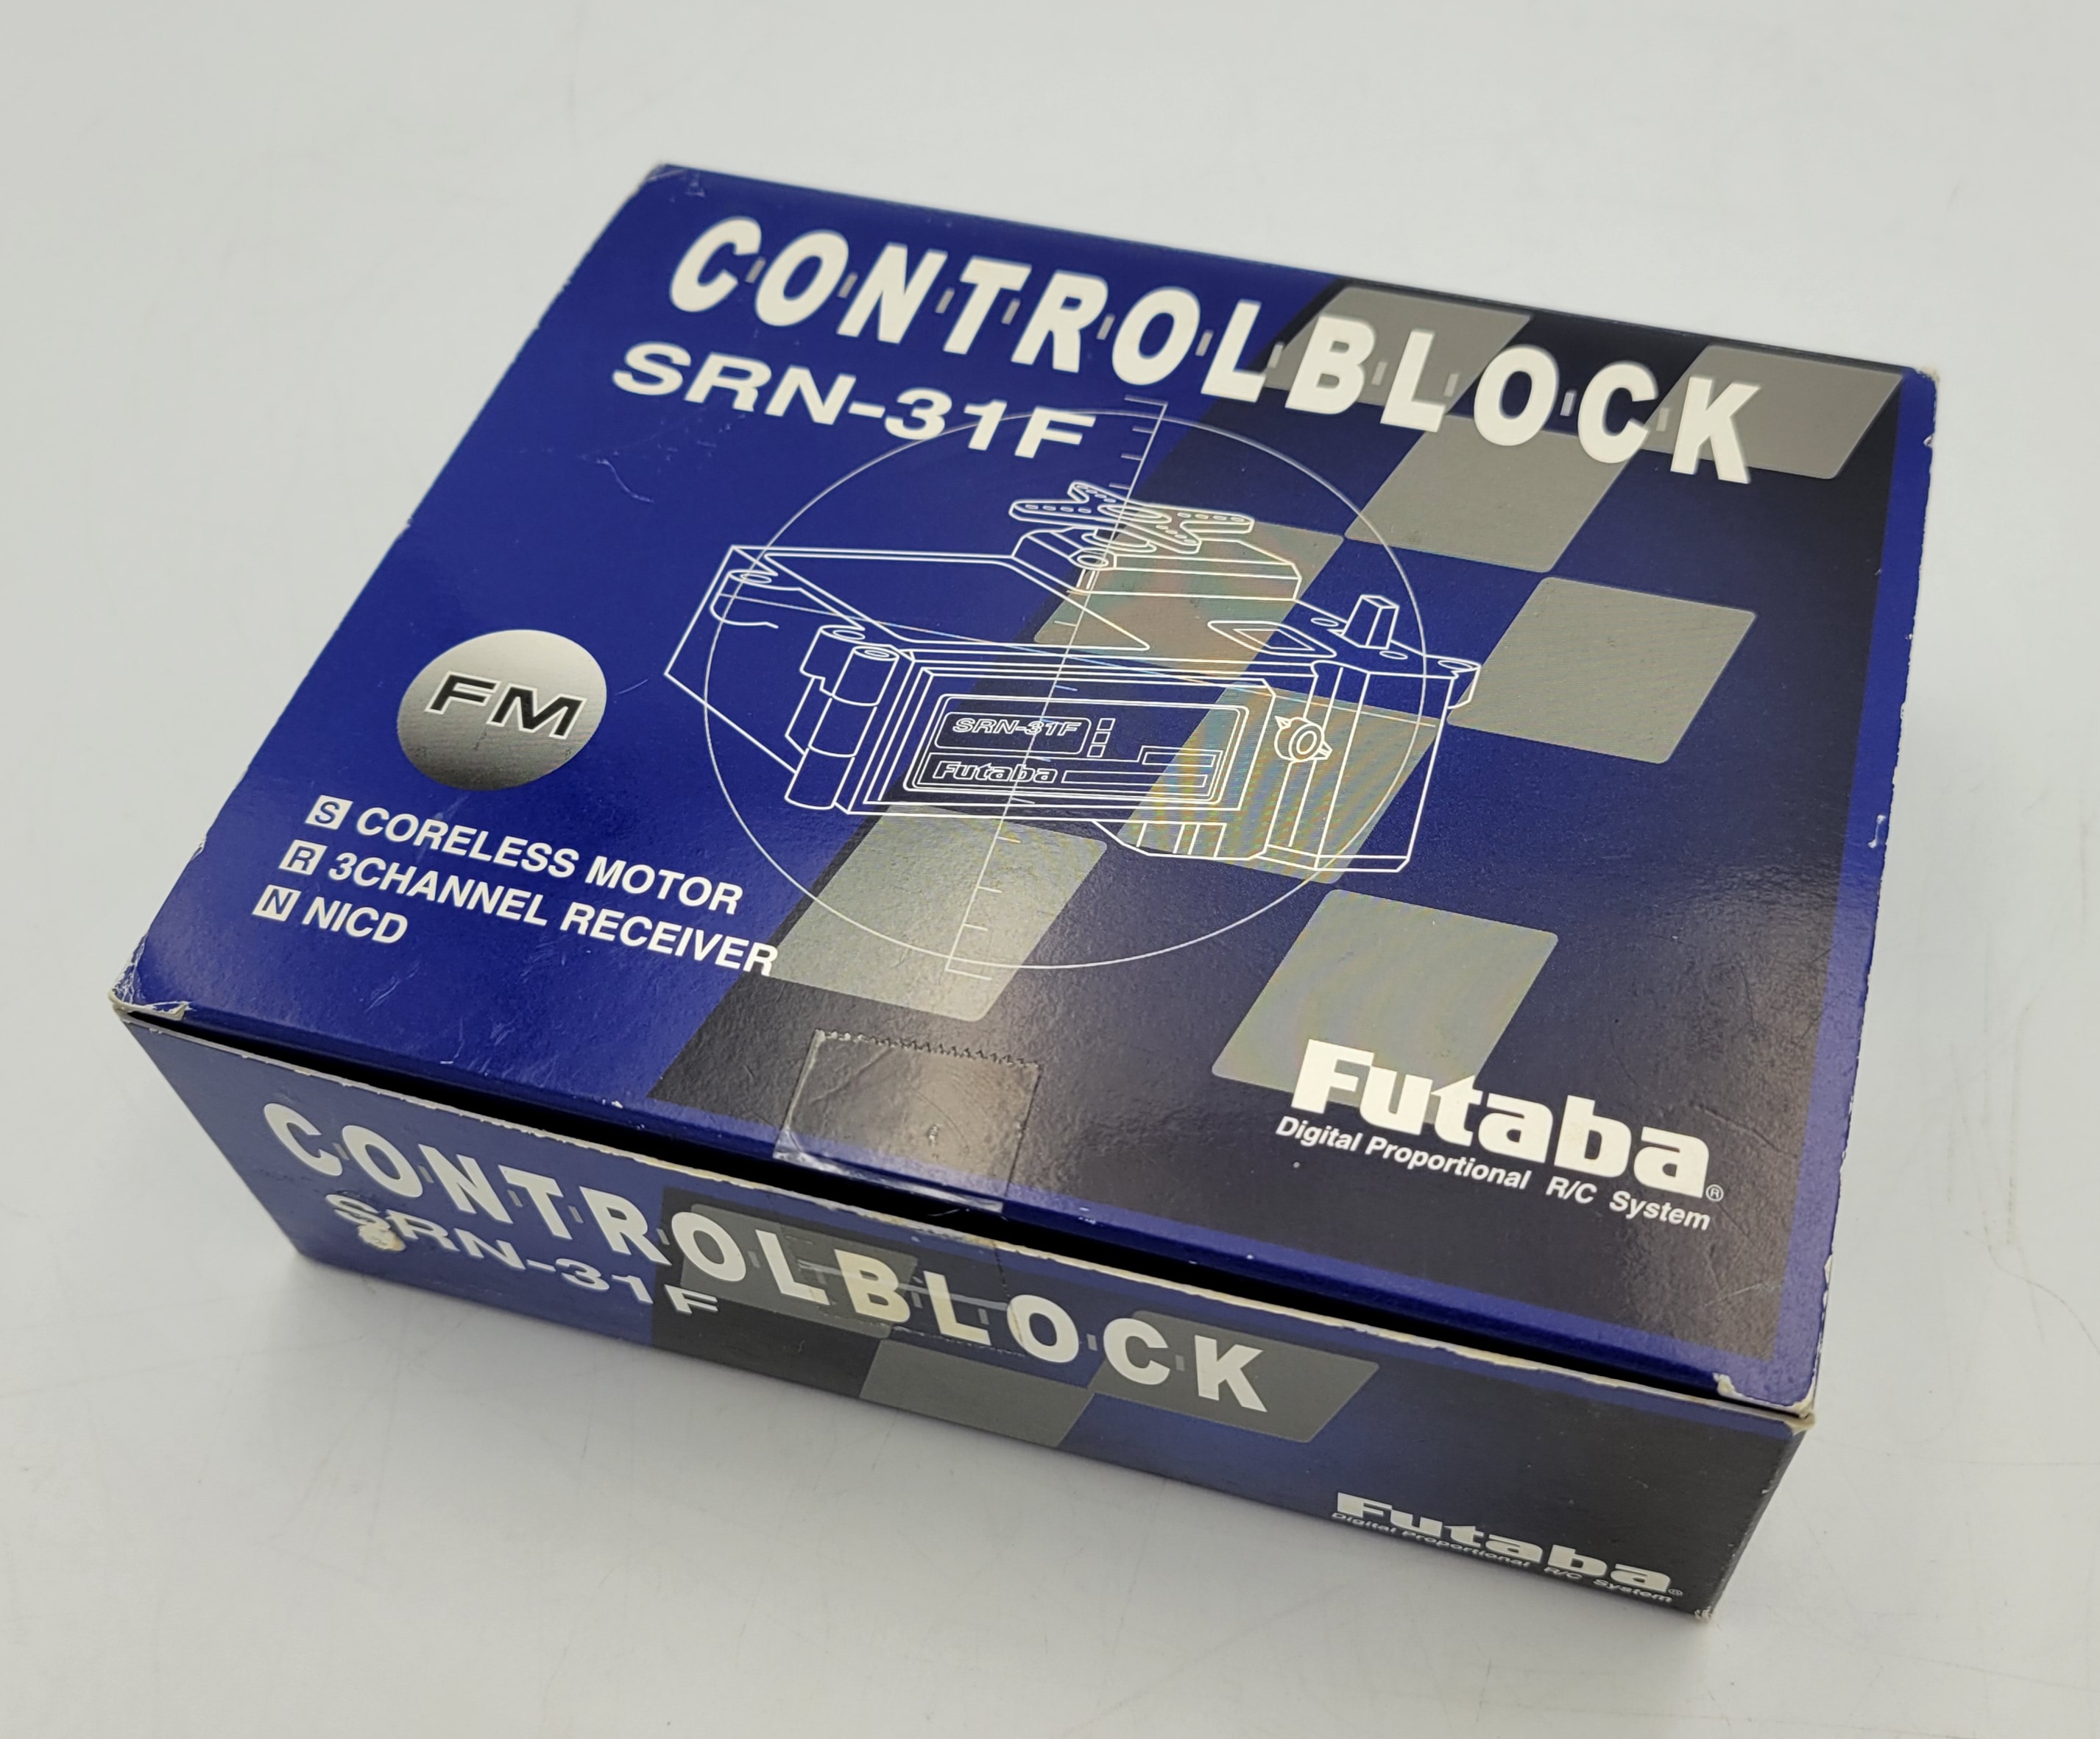 CONTROLBLOCK
SRN-31F
SRN-31F
Futaba
FM
S CORELESS MOTOR
R 3CHANNEL RECEIVER
N NICD
Futaba®
Digital Proportional R/C System
CONTROLBLOCK
SRN-31F
Futaba®
Digital Proportional R/C System